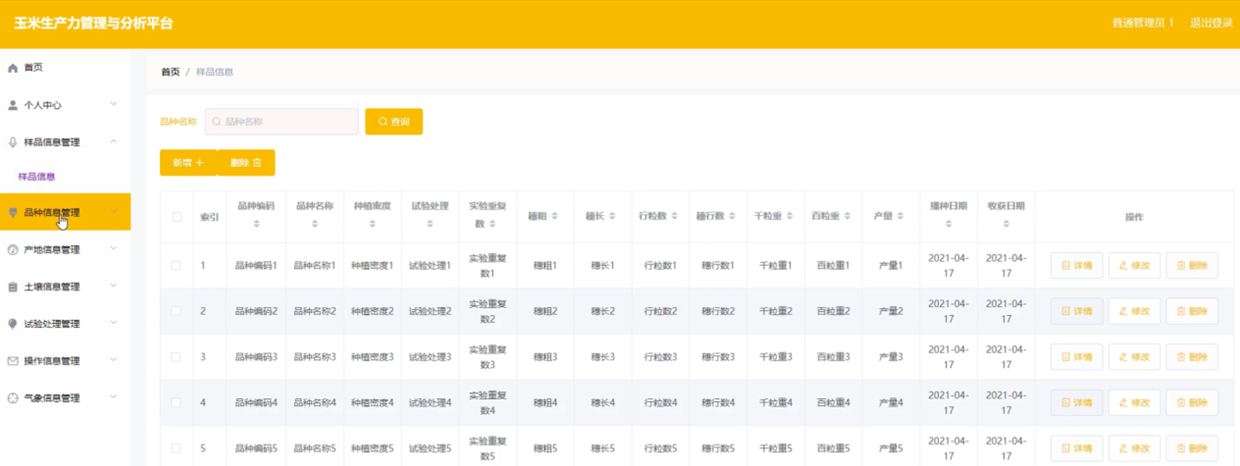 玉米生产力管理与分析平台
普通管理员 1 退出登录
首页
个人中心
样品信息管理
样品信息
品种信息管理
产地信息管理
土壤信息管理
试验处理管理
操作信息管理
气象信息管理
首页 / 样品信息
品种名称 品种名称 查询
新增 删除
索引 品种编码 品种名称 种植密度 试验处理 实验重复数 穗粗 穗长 行粒数 穗行数 千粒重 百粒重 产量 播种日期 收获日期 操作
1 品种编码1 品种名称1 种植密度1 试验处理1 实验重复数1 穗粗1 穗长1 行粒数1 穗行数1 千粒重1 百粒重1 产量1 2021-04-17 2021-04-17 详情 修改 删除
2 品种编码2 品种名称2 种植密度2 试验处理2 实验重复数2 穗粗2 穗长2 行粒数2 穗行数2 千粒重2 百粒重2 产量2 2021-04-17 2021-04-17 详情 修改 删除
3 品种编码3 品种名称3 种植密度3 试验处理3 实验重复数3 穗粗3 穗长3 行粒数3 穗行数3 千粒重3 百粒重3 产量3 2021-04-17 2021-04-17 详情 修改 删除
4 品种编码4 品种名称4 种植密度4 试验处理4 实验重复数4 穗粗4 穗长4 行粒数4 穗行数4 千粒重4 百粒重4 产量4 2021-04-17 2021-04-17 详情 修改 删除
5 品种编码5 品种名称5 种植密度5 试验处理5 实验重复数5 穗粗5 穗长5 行粒数5 穗行数5 千粒重5 百粒重5 产量5 2021-04-17 2021-04-17 详情 修改 删除